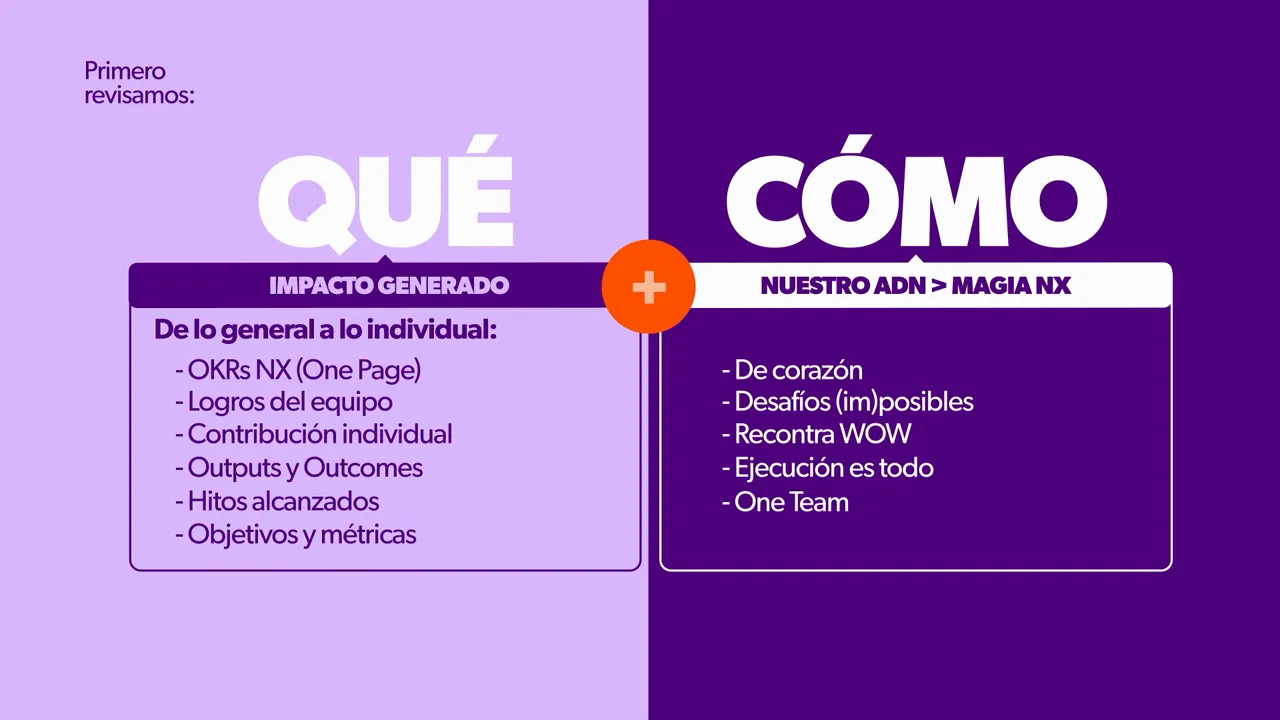 Primero
revisamos:
QUÉ
IMPACTO GENERADO
De lo general a lo individual:
- OKRs NX (One Page)
- Logros del equipo
- Contribución individual
- Outputs y Outcomes
- Hitos alcanzados
- Objetivos y métricas
+
CÓMO
NUESTRO ADN > MAGIA NX
- De corazón
- Desafíos (im)posibles
- Recontra WOW
- Ejecución es todo
- One Team